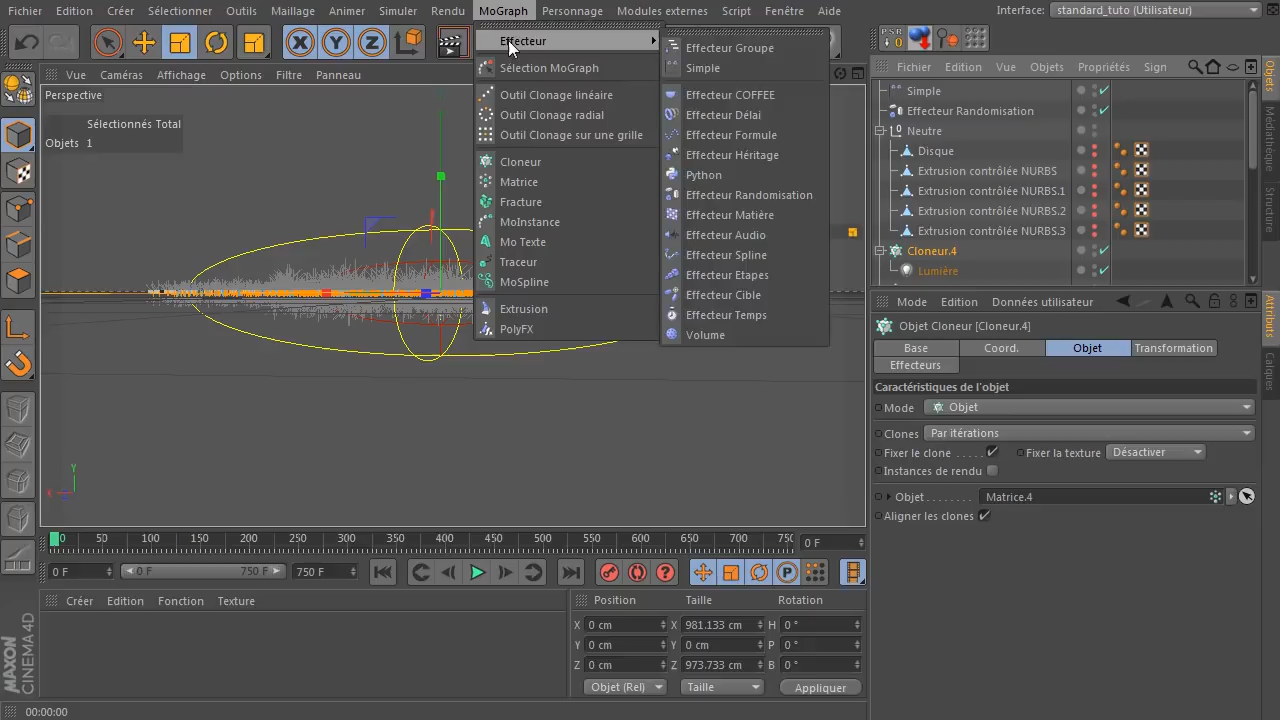 Fichier Edition Créer Sélectionner Outils Maillage Animer Simuler Rendu MoGraph Personnage Modules externes Script Fenêtre Aide Interface: standard_tuto (Utilisateur)
X Y Z
PSR
0
Vue Caméras Affichage Options Filtre Panneau
Perspective
Sélectionnés Total
Objets 1
Effecteur
Sélection MoGraph
Outil Clonage linéaire
Outil Clonage radial
Outil Clonage sur une grille
Cloneur
Matrice
Fracture
MoInstance
Mo Texte
Traceur
MoSpline
Extrusion
PolyFX
Effecteur Groupe
Simple
Effecteur COFFEE
Effecteur Délai
Effecteur Formule
Effecteur Héritage
Python
Effecteur Randomisation
Effecteur Matière
Effecteur Audio
Effecteur Spline
Effecteur Etapes
Effecteur Cible
Effecteur Temps
Volume
Fichier Edition Vue Objets Propriétés Sign
Simple
Effecteur Randomisation
Neutre
Disque
Extrusion contrôlée NURBS
Extrusion contrôlée NURBS.1
Extrusion contrôlée NURBS.2
Extrusion contrôlée NURBS.3
Cloneur.4
Lumière
Objets
Médiathèque
Structure
Mode Edition Données utilisateur
Objet Cloneur [Cloneur.4]
Base Coord. Objet Transformation
Effecteurs
Caractéristiques de l'objet
Mode Objet
Clones Par itérations
Fixer le clone . . . . . Fixer la texture Désactiver
Instances de rendu
Objet . . . . . . . . Matrice.4
Aligner les clones
Attributs
Calques
Y
X
0 50 100 150 200 250 300 350 400 450 500 550 600 650 700 750 0 F
0 F 0 F 750 F 750 F
P
Créer Edition Fonction Texture
Position Taille Rotation
X 0 cm X 981.133 cm H 0 °
Y 0 cm Y 0 cm P 0 °
Z 0 cm Z 973.733 cm B 0 °
Objet (Rel) Taille Appliquer
MAXON
CINEMA 4D
00:00:00